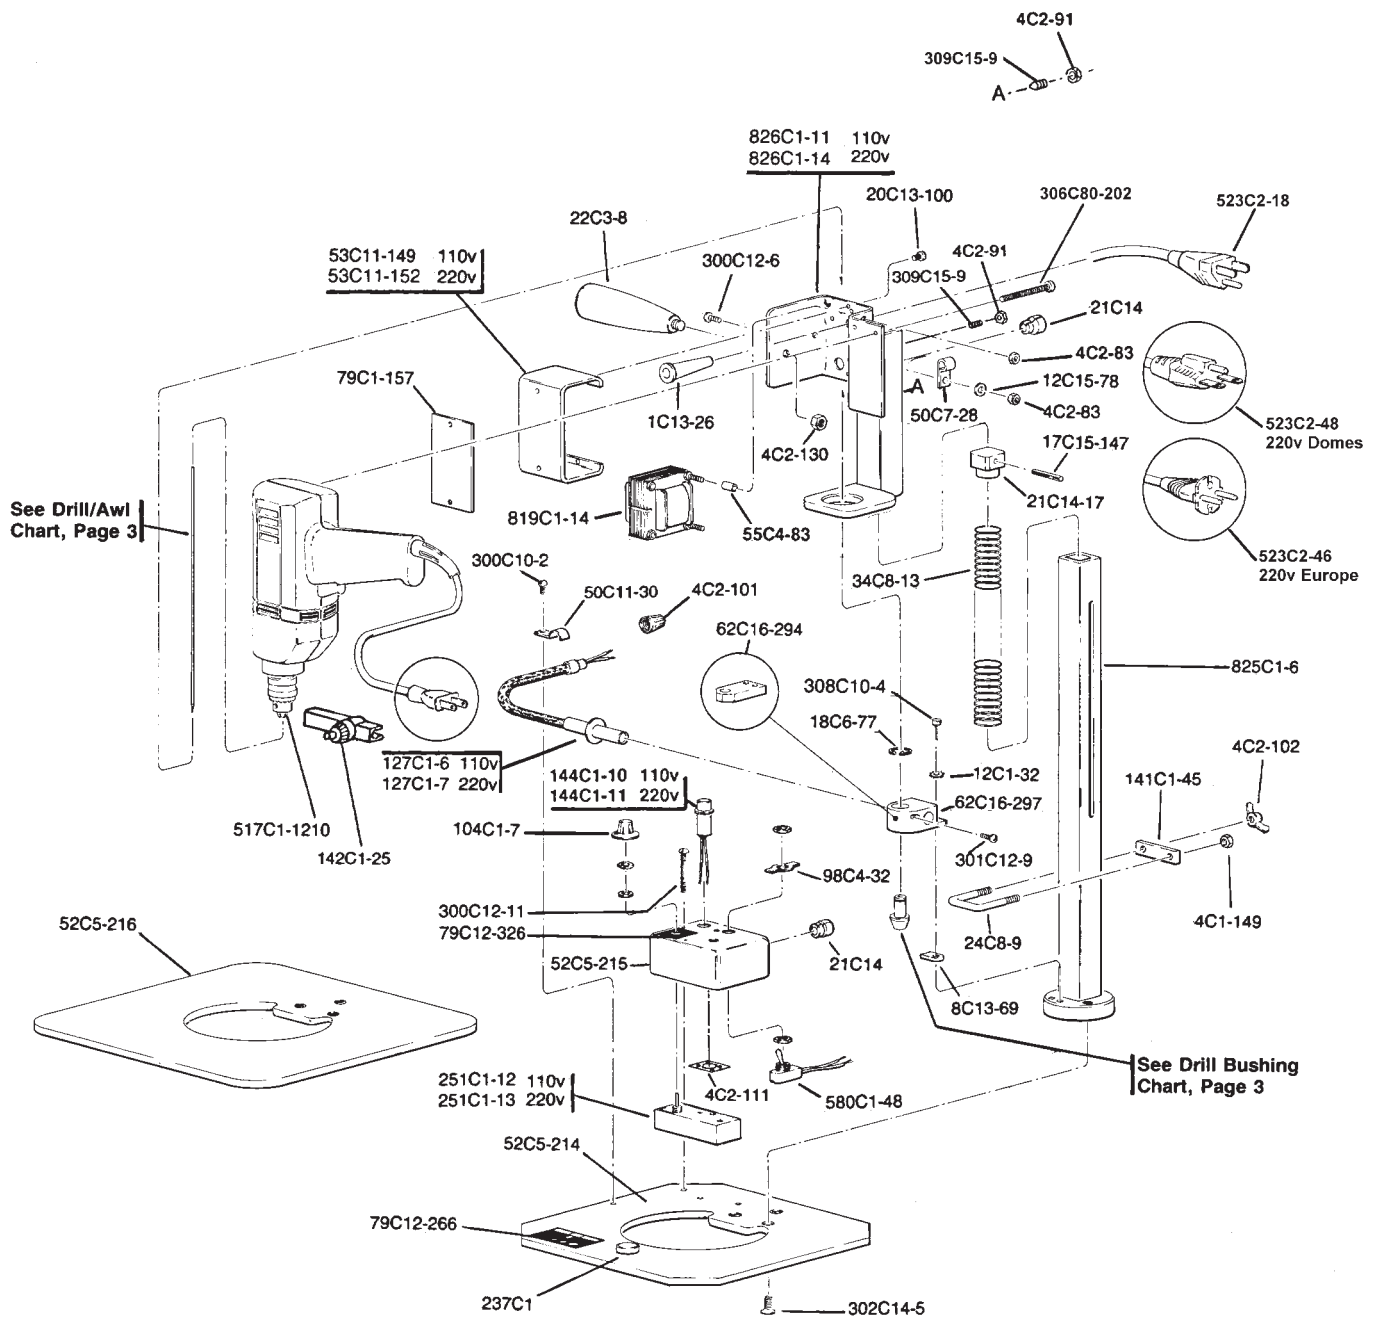 4C2-91
309C15-9
A
826C1-11 110v
826C1-14 220v
20C13-100
306C80-202
523C2-18
22C3-8
53C11-149 110v
53C11-152 220v
300C12-6
4C2-91
309C15-9
21C14
79C1-157
4C2-83
12C15-78
A
4C2-83
50C7-28
1C13-26
4C2-130
523C2-48
220v Domes
17C15-147
21C14-17
See Drill/Awl
Chart, Page 3
819C1-14
55C4-83
300C10-2
523C2-46
220v Europe
34C8-13
50C11-30
4C2-101
62C16-294
825C1-6
308C10-4
18C6-77
4C2-102
127C1-6 110v
127C1-7 220v
144C1-10 110v
144C1-11 220v
12C1-32
141C1-45
62C16-297
517C1-1210
104C1-7
142C1-25
301C12-9
98C4-32
300C12-11
79C12-326
4C1-149
52C5-216
24C8-9
52C5-215
21C14
8C13-69
See Drill Bushing
Chart, Page 3
251C1-12 110v
251C1-13 220v
4C2-111
580C1-48
52C5-214
79C12-266
237C1
302C14-5